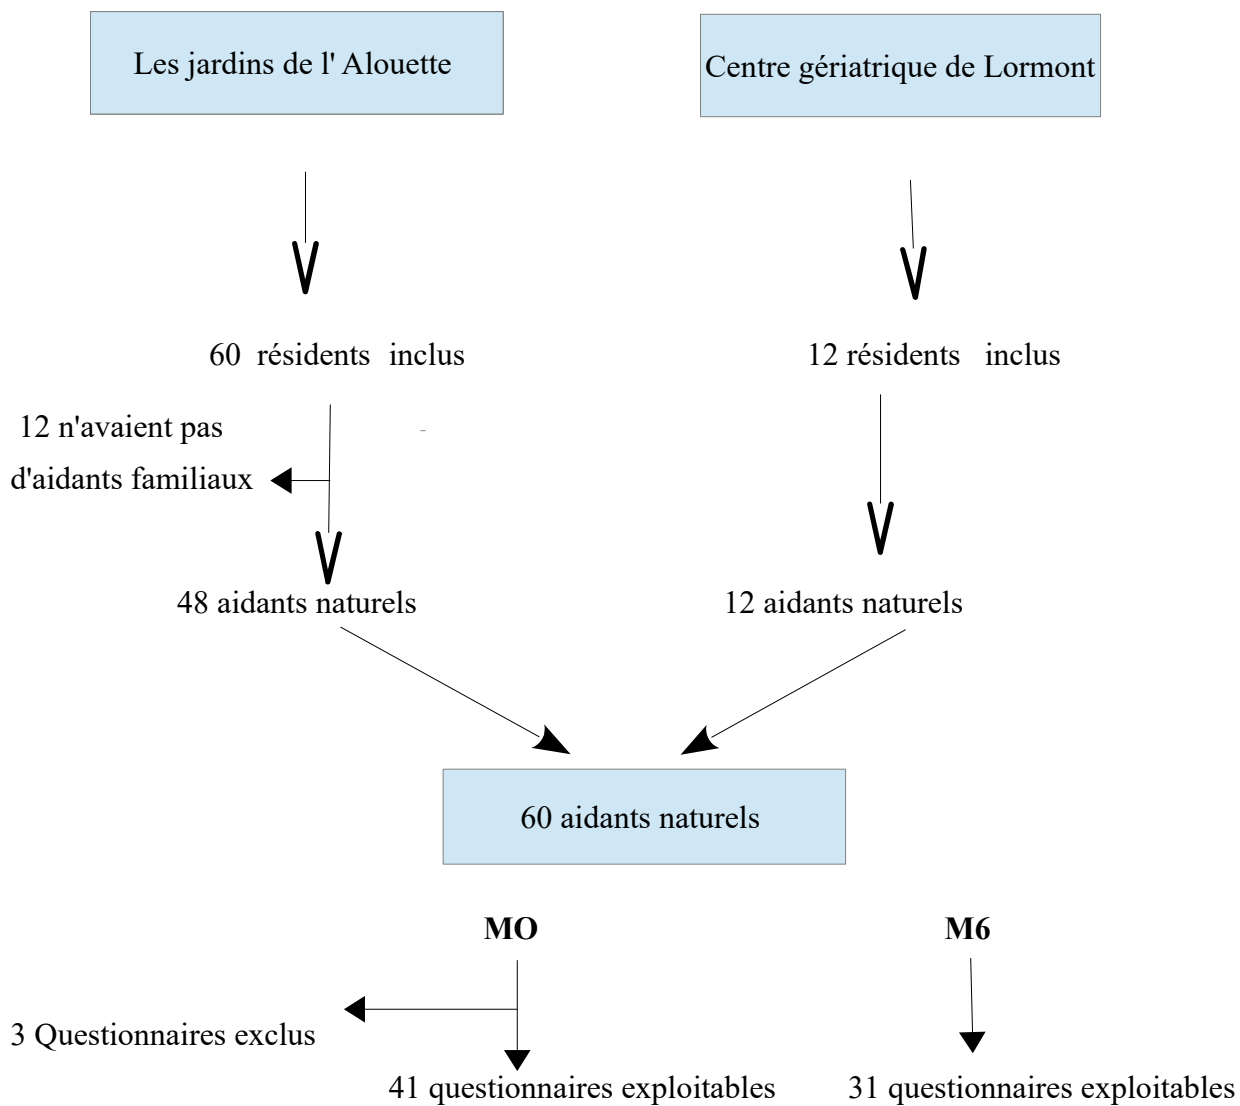 Les jardins de l' Alouette
Centre gériatrique de Lormont
60 résidents inclus
12 résidents inclus
12 n'avaient pas
d'aidants familiaux
48 aidants naturels
12 aidants naturels
60 aidants naturels
MO
M6
3 Questionnaires exclus
41 questionnaires exploitables
31 questionnaires exploitables